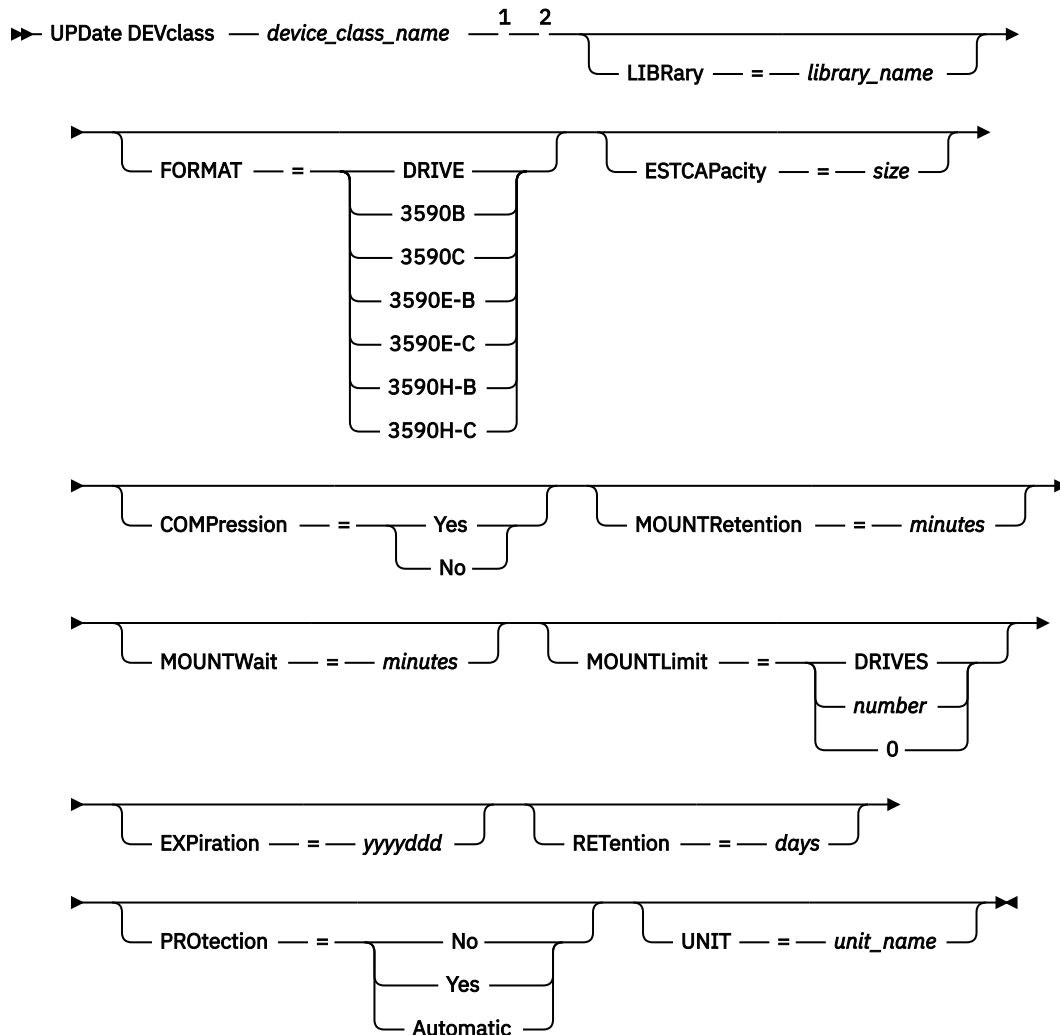 1 2
UPDate DEVclass device_class_name
LIBRary = library_name
FORMAT = DRIVE
3590B
3590C
3590E-B
3590E-C
3590H-B
3590H-C
ESTCAPacity = size
COMPression = Yes
No
MOUNTRetention = minutes
MOUNTWait = minutes
MOUNTLimit = DRIVES
number
0
EXPiration = yyyyddd
RETention = days
PROtection = No
Yes
Automatic
UNIT = unit_name